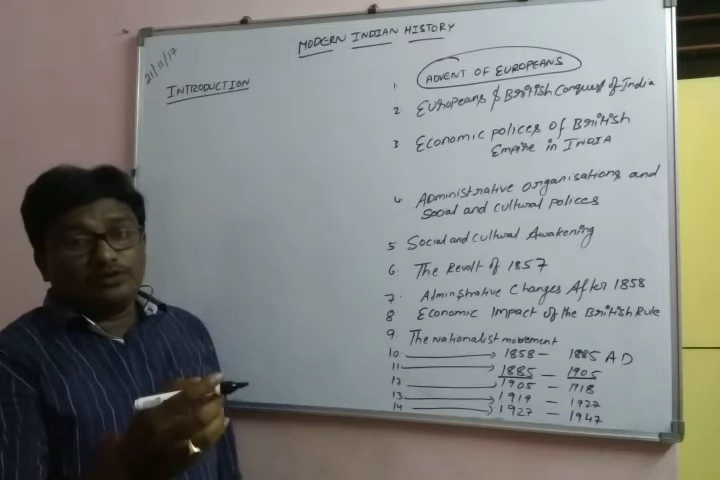 MODERN INDIAN HISTORY
21/11/17
INTRODUCTION
1. ADVENT OF EUROPEANS
2. Europeans & British Conquest of India
3 Economic polices of British
Empire in INDIA
4. Administrative organisations and
Social and cultural polices
5 Social and cultural Awakening
6. The Revolt of 1857
7. Adminstrative changes After 1858
8 Economic Impact of the British Rule
9. The nationalist movement
10 → 1858 - 1885 AD
11 → 1885 - 1905
12 → 1905 - 1918
13 → 1919 - 1922
14 → 1927 - 1947